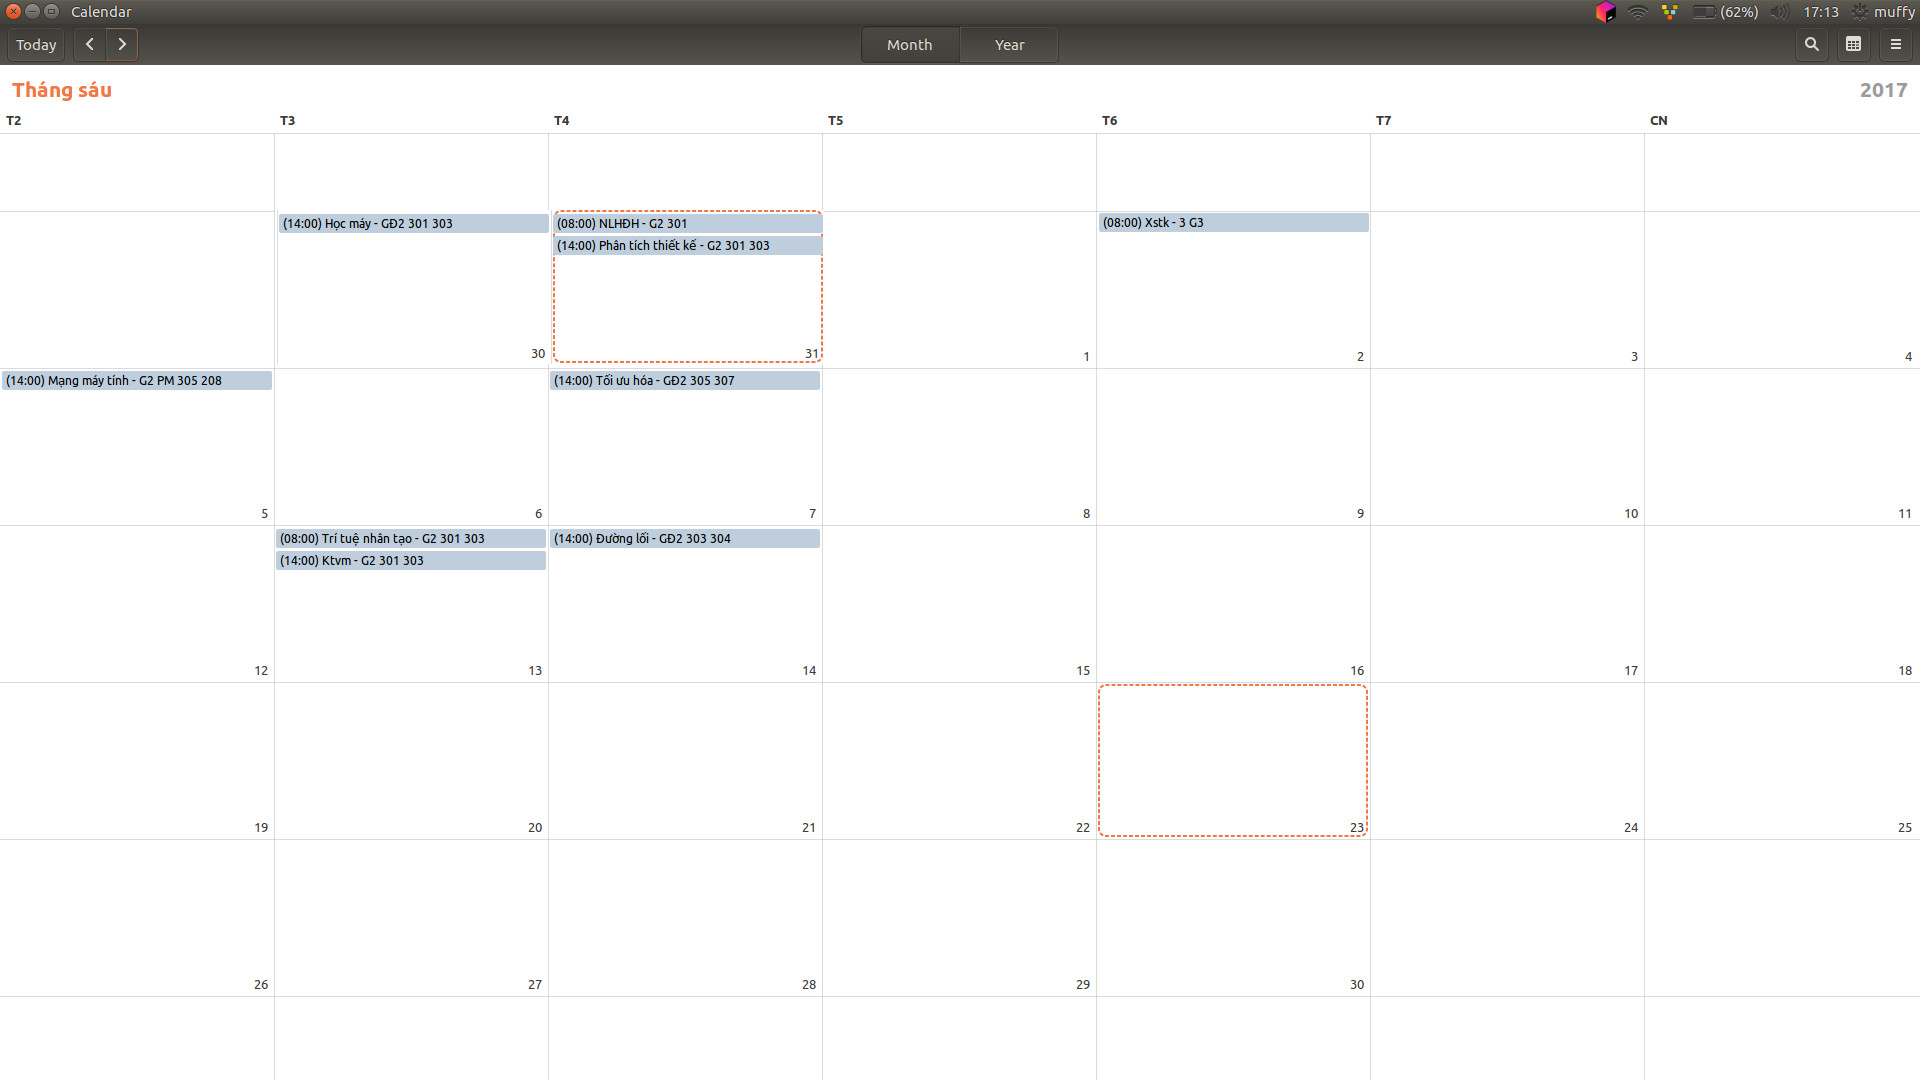 Calendar
(62%)
17:13
muffy
Today
Month
Year
Tháng sáu
2017
T2
T3
T4
T5
T6
T7
CN
(14:00) Học máy - GĐ2 301 303
(08:00) NLHĐH - G2 301
(08:00) Xstk - 3 G3
(14:00) Phân tích thiết kế - G2 301 303
30
31
1
2
3
4
(14:00) Mạng máy tính - G2 PM 305 208
(14:00) Tối ưu hóa - GĐ2 305 307
5
6
7
8
9
10
11
(08:00) Trí tuệ nhân tạo - G2 301 303
(14:00) Đường lối - GĐ2 303 304
(14:00) Ktvm - G2 301 303
12
13
14
15
16
17
18
19
20
21
22
23
24
25
26
27
28
29
30